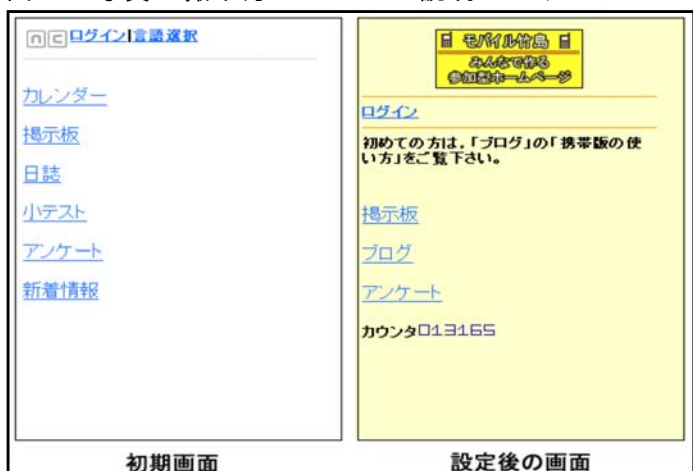 nc ログイン|言語選択
カレンダー
掲示板
日誌
小テスト
アンケート
新着情報
初期画面
モバイル竹島
みんなで作る
参加型ホームページ
ログイン
初めての方は，「ブログ」の「携帯版の使
い方」をご覧下さい。
掲示板
ブログ
アンケート
カウンタ013165
設定後の画面